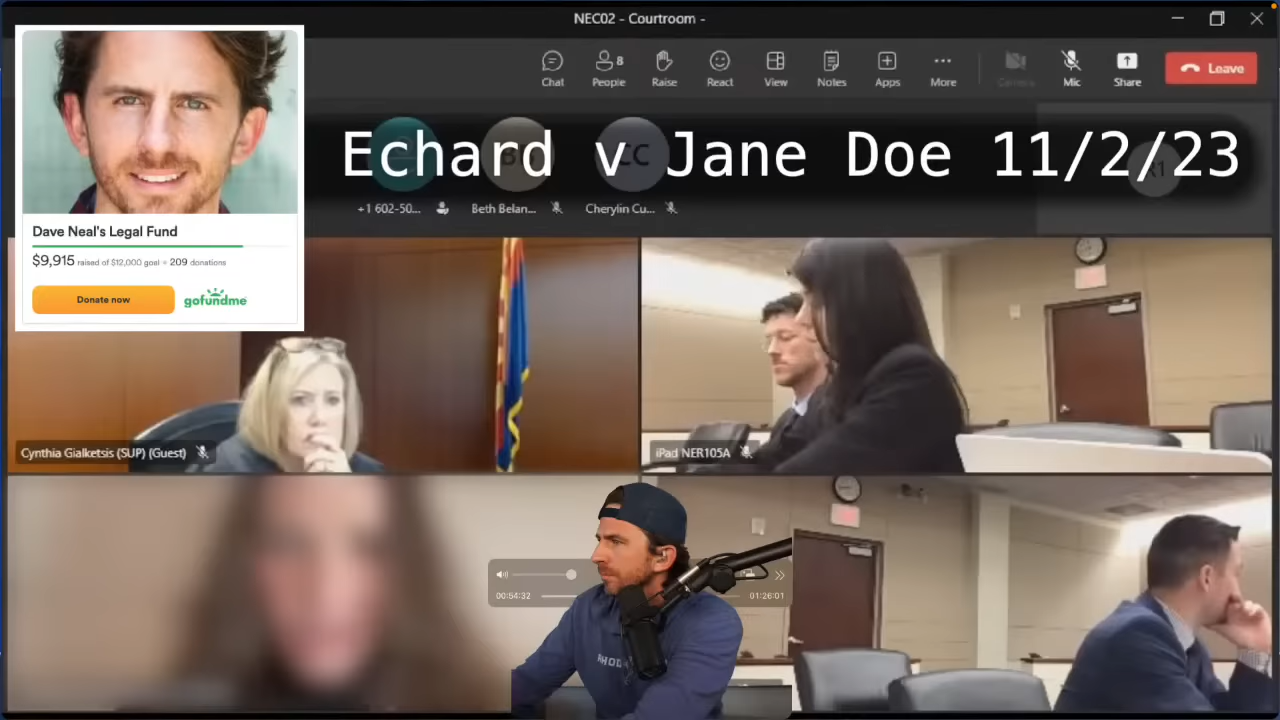 NEC02 - Courtroom -
Chat
People
8
Raise
React
View
Notes
Apps
More
Camera
Mic
Share
Leave
Echard v Jane Doe 11/2/23
CC
+1 602-50...
Beth Belan...
Cherylin Cu...
Dave Neal's Legal Fund
$9,915 raised of $12,000 goal • 209 donations
Donate now
gofundme
Cynthia Gialketsis (SUP) (Guest)
iPad NER105A
00:54:32
01:26:01